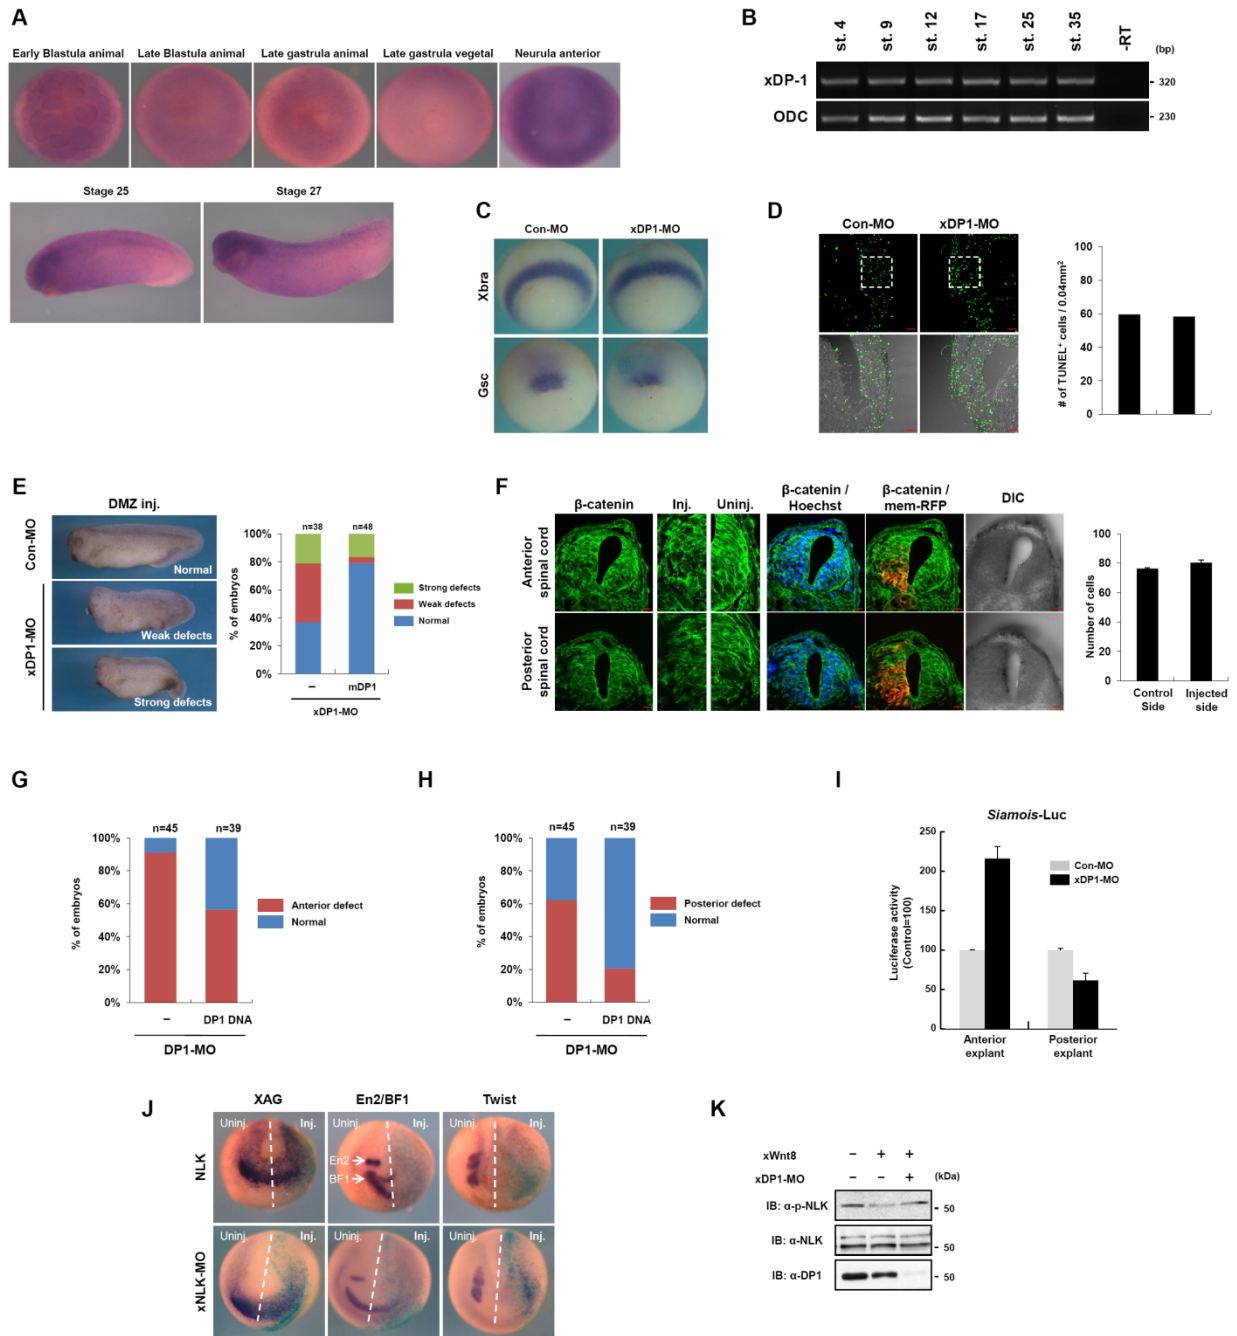 A
Early Blastula animal
Late Blastula animal
Late gastrula animal
Late gastrula vegetal
Neurula anterior
Stage 25
Stage 27
B
st. 4
st. 9
st. 12
st. 17
st. 25
st. 35
-RT
(bp)
xDP-1
320
ODC
230
C
Con-MO
xDP1-MO
Xbra
Gsc
D
Con-MO
xDP1-MO
# of TUNEL⁺ cells / 0.04mm²
100
80
60
40
20
0
E
DMZ inj.
Con-MO
Normal
xDP1-MO
Weak defects
Strong defects
n=38
n=48
% of embryos
100%
80%
60%
40%
20%
0%
Strong defects
Weak defects
Normal
–
mDP1
xDP1-MO
F
β-catenin
Inj.
Uninj.
β-catenin /
Hoechst
β-catenin /
mem-RFP
DIC
Anterior
spinal cord
Posterior
spinal cord
Number of cells
100
80
60
40
20
0
Control
Side
Injected
side
G
n=45
n=39
% of embryos
100%
80%
60%
40%
20%
0%
Anterior defect
Normal
–
DP1 DNA
DP1-MO
H
n=45
n=39
% of embryos
100%
80%
60%
40%
20%
0%
Posterior defect
Normal
–
DP1 DNA
DP1-MO
I
Siamois-Luc
Luciferase activity
(Control=100)
250
200
150
100
50
0
Con-MO
xDP1-MO
Anterior
explant
Posterior
explant
J
XAG
En2/BF1
Twist
NLK
Uninj.
Inj.
Uninj.
Inj.
En2
BF1
Uninj.
Inj.
xNLK-MO
Uninj.
Inj.
Uninj.
Inj.
Uninj.
Inj.
K
xWnt8
– + +
xDP1-MO
– – +
(kDa)
IB: α-p-NLK
50
IB: α-NLK
50
IB: α-DP1
50